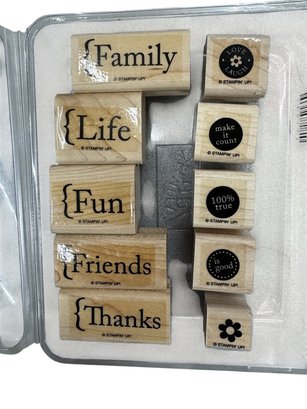 {Family
© STAMPIN' UP!
LOVE
LAUGH
© STAMPIN' UP!
{Life
© STAMPIN' UP!
make
it
count
© STAMPIN' UP!
{Fun
© STAMPIN' UP!
100%
true
© STAMPIN' UP!
{Friends
© STAMPIN' UP!
is
good
© STAMPIN' UP!
{Thanks
© STAMPIN' UP!
© STAMPIN' UP!